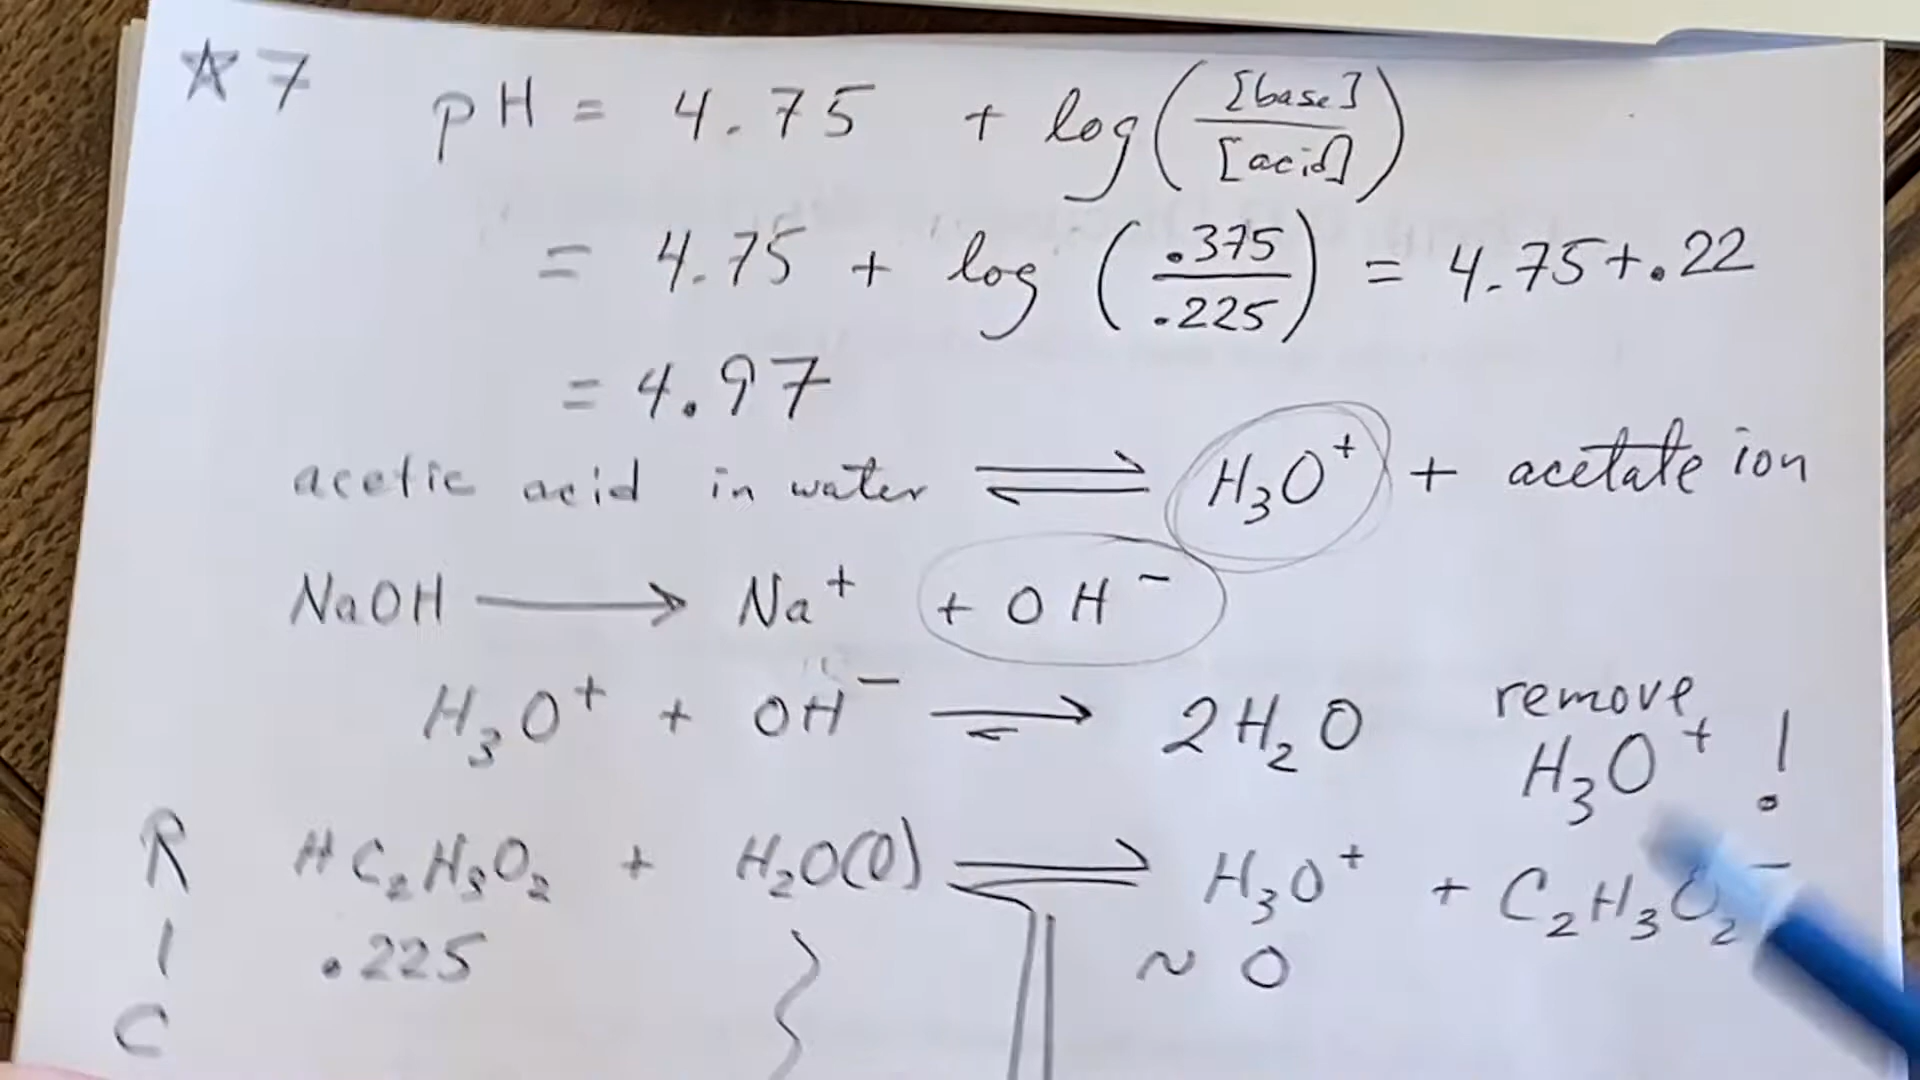 ☆7 pH = 4.75 + log([base]/[acid])
= 4.75 + log(.375/.225) = 4.75+.22
= 4.97
acetic acid in water ⇌ H₃O⁺ + acetate ion
NaOH ⟶ Na⁺ + OH⁻
H₃O⁺ + OH⁻ ⇌ 2H₂O remove H₃O⁺ !
R HC₂H₃O₂ + H₂O(l) ⇌ H₃O⁺ + C₂H₃O₂⁻
I .225 ~ 0
C